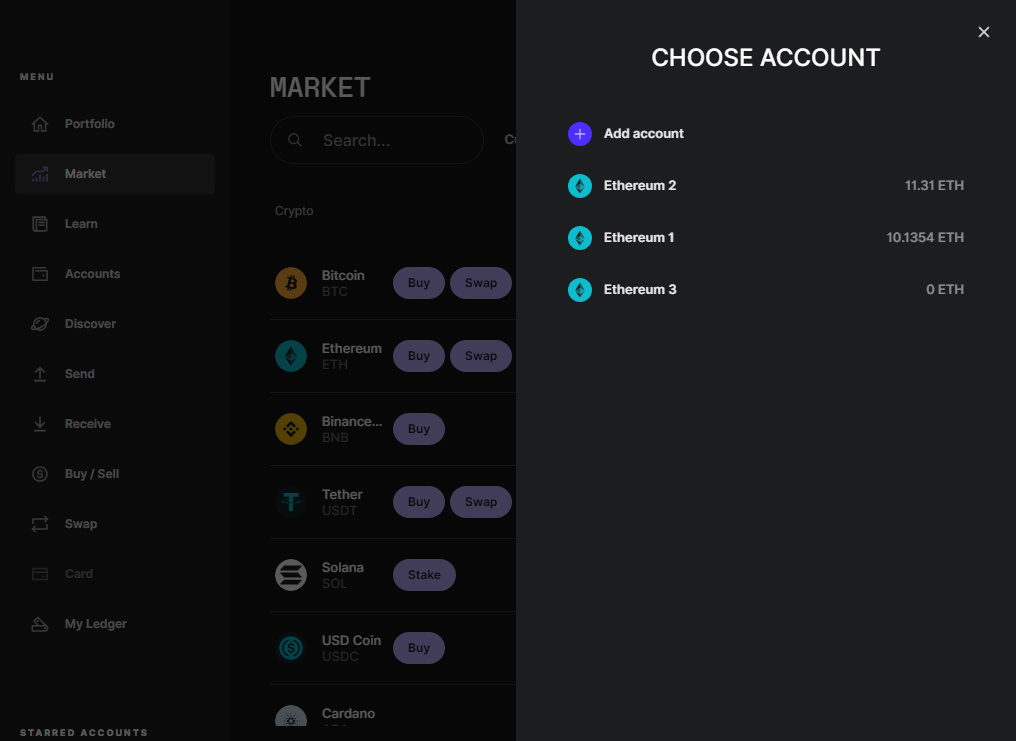 MENU
Portfolio
Market
Learn
Accounts
Discover
Send
Receive
Buy / Sell
Swap
Card
My Ledger
STARRED ACCOUNTS
MARKET
Search...
Crypto
Bitcoin
BTC
Buy
Swap
Ethereum
ETH
Buy
Swap
Binance...
BNB
Buy
Tether
USDT
Buy
Swap
Solana
SOL
Stake
USD Coin
USDC
Buy
Cardano
CHOOSE ACCOUNT
Add account
Ethereum 2 11.31 ETH
Ethereum 1 10.1354 ETH
Ethereum 3 0 ETH